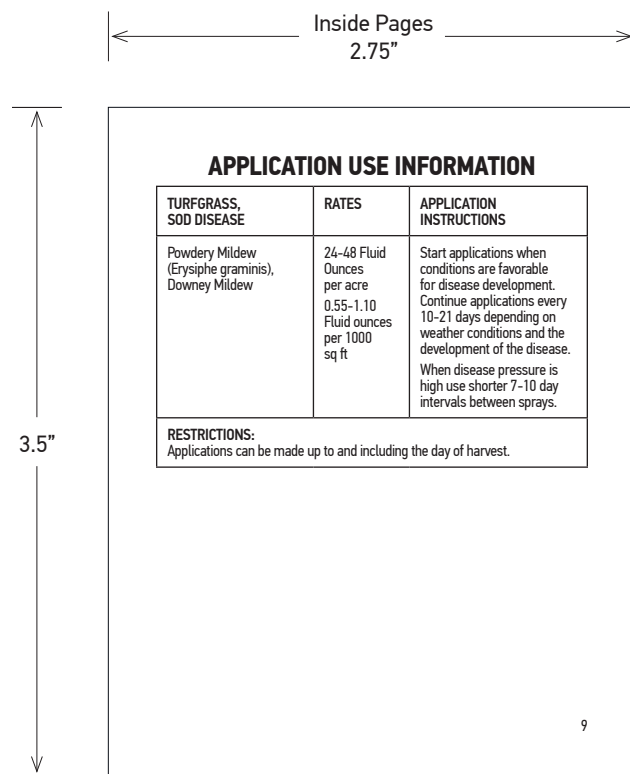 Inside Pages
2.75”
3.5”
APPLICATION USE INFORMATION
TURFGRASS,
SOD DISEASE
RATES
APPLICATION
INSTRUCTIONS
Powdery Mildew
(Erysiphe graminis),
Downey Mildew
24-48 Fluid
Ounces
per acre
0.55-1.10
Fluid ounces
per 1000
sq ft
Start applications when
conditions are favorable
for disease development.
Continue applications every
10-21 days depending on
weather conditions and the
development of the disease.
When disease pressure is
high use shorter 7-10 day
intervals between sprays.
RESTRICTIONS:
Applications can be made up to and including the day of harvest.
9